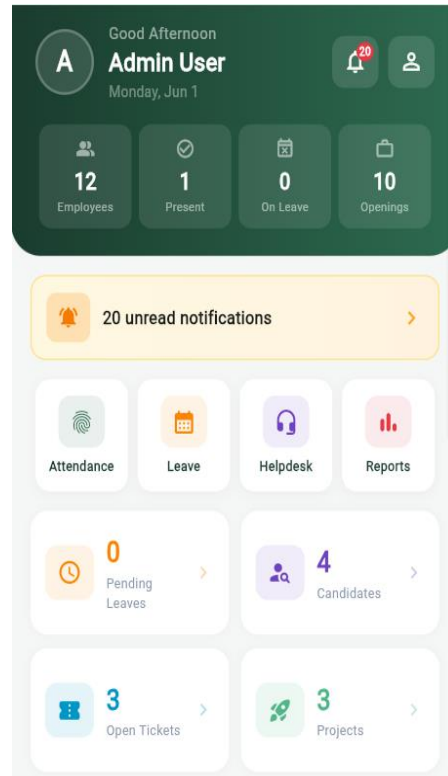 Good Afternoon
A
Admin User
20
Monday, Jun 1
12
1
0
10
Employees
Present
On Leave
Openings
20 unread notifications
Attendance
Leave
Helpdesk
Reports
0
Pending
Leaves
4
Candidates
3
Open Tickets
3
Projects